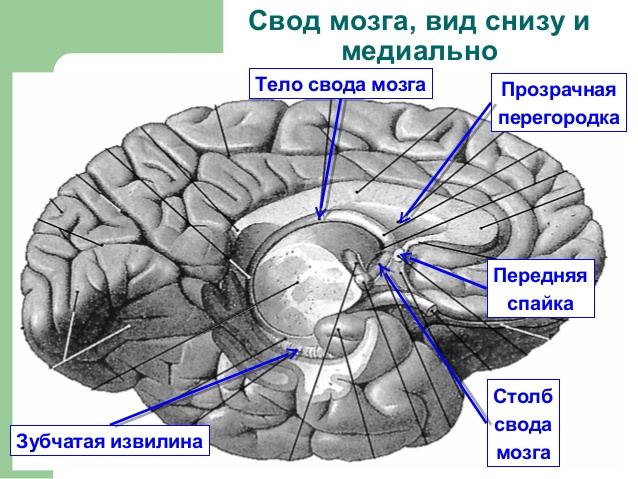 Свод мозга, вид снизу и
медиально
Тело свода мозга
Прозрачная
перегородка
Передняя
спайка
Столб
свода
мозга
Зубчатая извилина